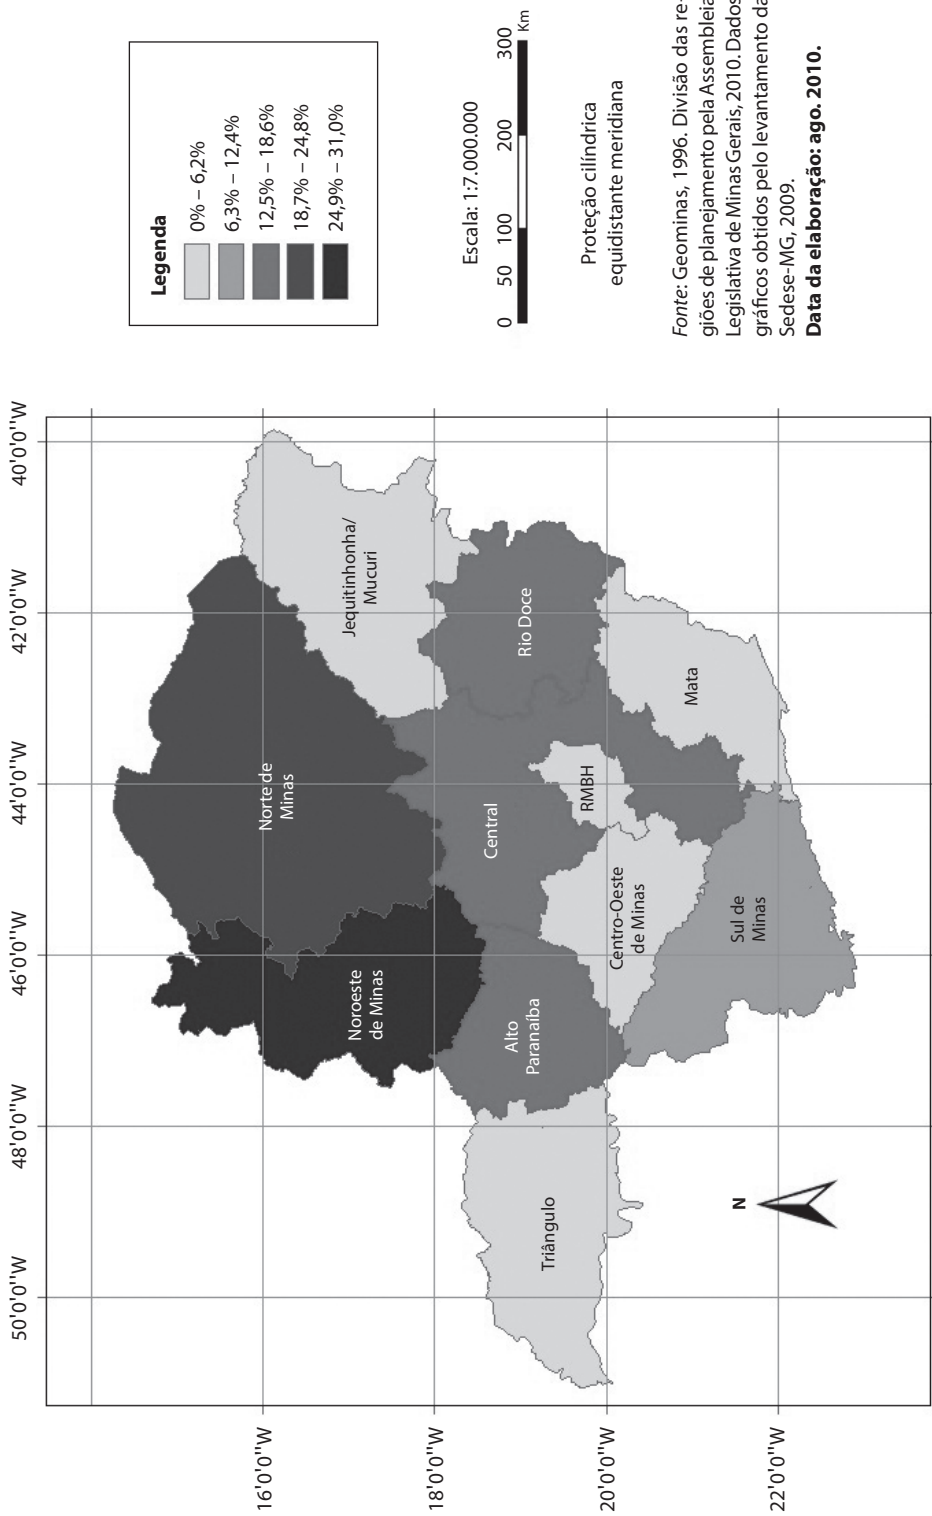 50'0'0''W
48'0'0''W
46'0'0''W
44'0'0''W
42'0'0''W
40'0'0''W
16'0'0''W
18'0'0''W
20'0'0''W
22'0'0''W
Norte de
Minas
Jequitinhonha/
Mucuri
Noroeste
de Minas
Central
Rio Doce
Alto
Paranaíba
Triângulo
RMBH
Centro-Oeste
de Minas
Mata
Sul de
Minas
N
Legenda
0% – 6,2%
6,3% – 12,4%
12,5% – 18,6%
18,7% – 24,8%
24,9% – 31,0%
Escala: 1:7.000.000
0 50 100 200 300
Km
Proteção cilíndrica
equidistante meridiana
Fonte: Geominas, 1996. Divisão das re-
giões de planejamento pela Assembleia
Legislativa de Minas Gerais, 2010. Dados
gráficos obtidos pelo levantamento da
Sedese-MG, 2009.
Data da elaboração: ago. 2010.